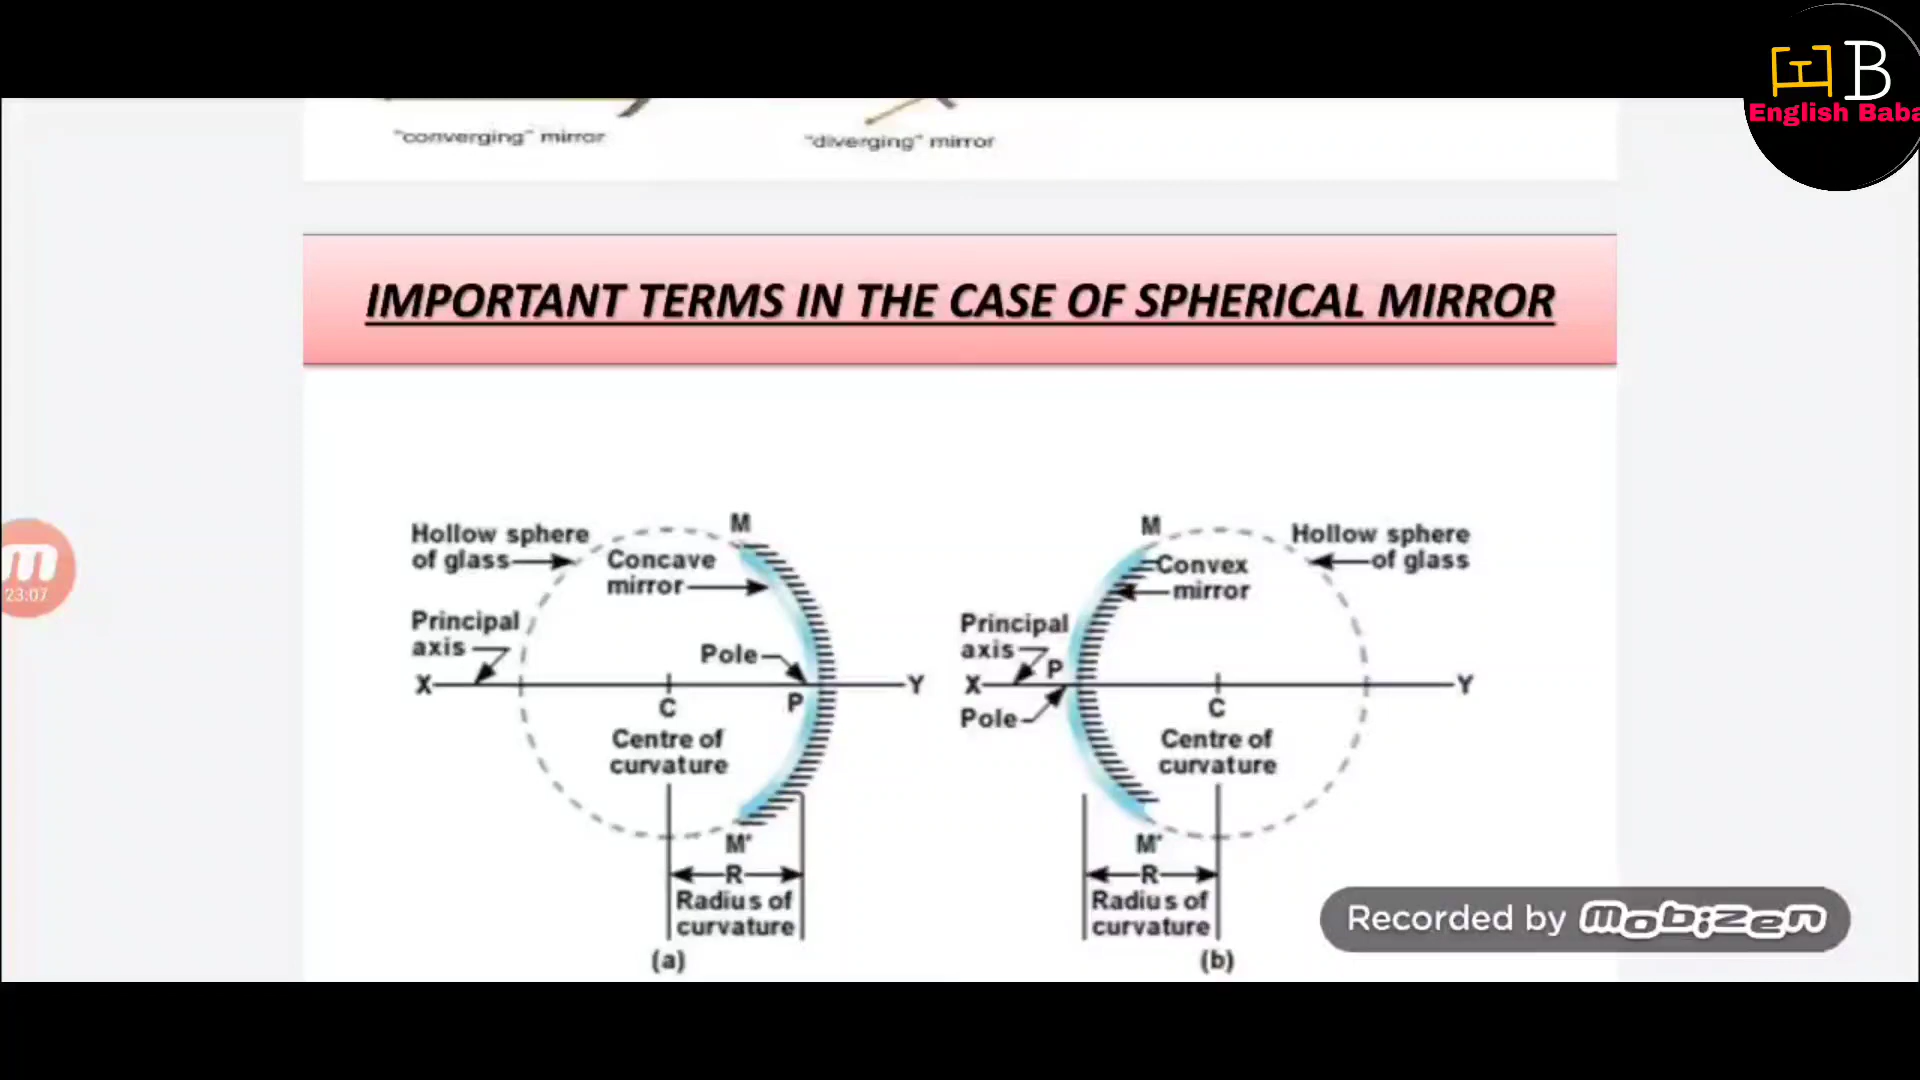 EB
English Baba
"converging" mirror
"diverging" mirror
IMPORTANT TERMS IN THE CASE OF SPHERICAL MIRROR
Hollow sphere
of glass
Concave
mirror
M
Principal
axis
Pole
X
Y
C
P
Centre of
curvature
M'
R
Radius of
curvature
(a)
M
Convex
mirror
Hollow sphere
of glass
Principal
axis
P
X
Y
Pole
C
Centre of
curvature
M'
R
Radius of
curvature
(b)
m
23:07
Recorded by mobizen